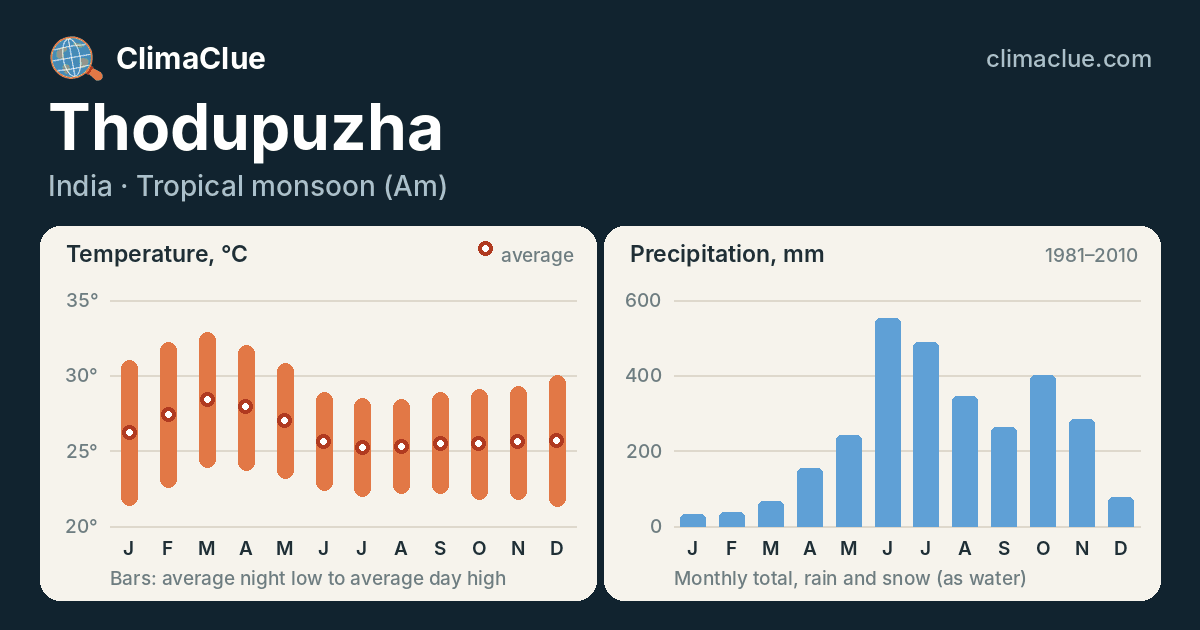 ClimaClue
climaclue.com
Thodupuzha
India · Tropical monsoon (Am)
Temperature, °C
average
35°
30°
25°
20°
J F M A M J J A S O N D
Bars: average night low to average day high
Precipitation, mm
1981–2010
600
400
200
0
J F M A M J J A S O N D
Monthly total, rain and snow (as water)